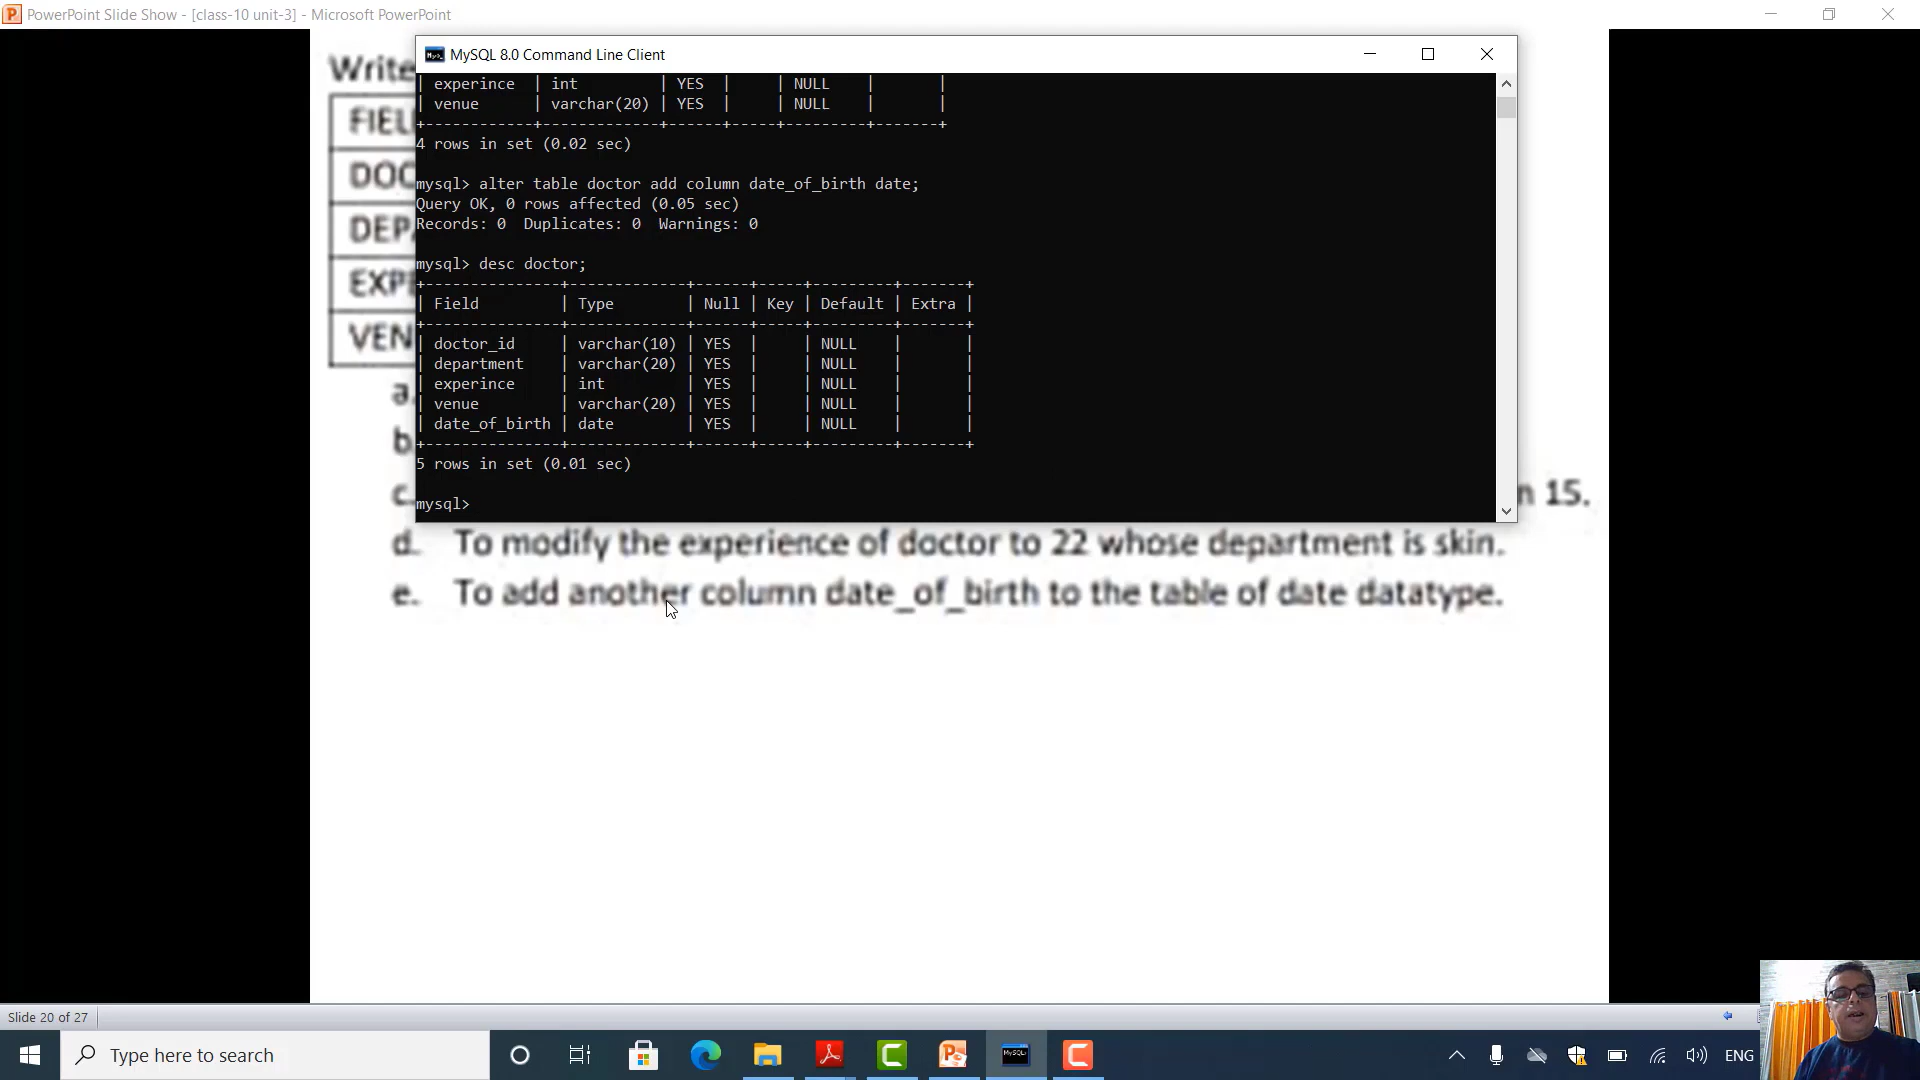 PowerPoint Slide Show - [class-10 unit-3] - Microsoft PowerPoint
MySQL 8.0 Command Line Client
Write
FIEL
DOC
DEP
EXPE
VEN
| experince | int | YES | | NULL | |
| venue | varchar(20) | YES | | NULL | |
+------------+-------------+------+-----+---------+-------+
4 rows in set (0.02 sec)
mysql> alter table doctor add column date_of_birth date;
Query OK, 0 rows affected (0.05 sec)
Records: 0 Duplicates: 0 Warnings: 0
mysql> desc doctor;
+---------------+-------------+------+-----+---------+-------+
| Field | Type | Null | Key | Default | Extra |
+---------------+-------------+------+-----+---------+-------+
| doctor_id | varchar(10) | YES | | NULL | |
| department | varchar(20) | YES | | NULL | |
| experince | int | YES | | NULL | |
| venue | varchar(20) | YES | | NULL | |
| date_of_birth | date | YES | | NULL | |
+---------------+-------------+------+-----+---------+-------+
5 rows in set (0.01 sec)
mysql>
a.
b.
c. n 15.
d. To modify the experience of doctor to 22 whose department is skin.
e. To add another column date_of_birth to the table of date datatype.
Slide 20 of 27
Type here to search
MySQL
ENG